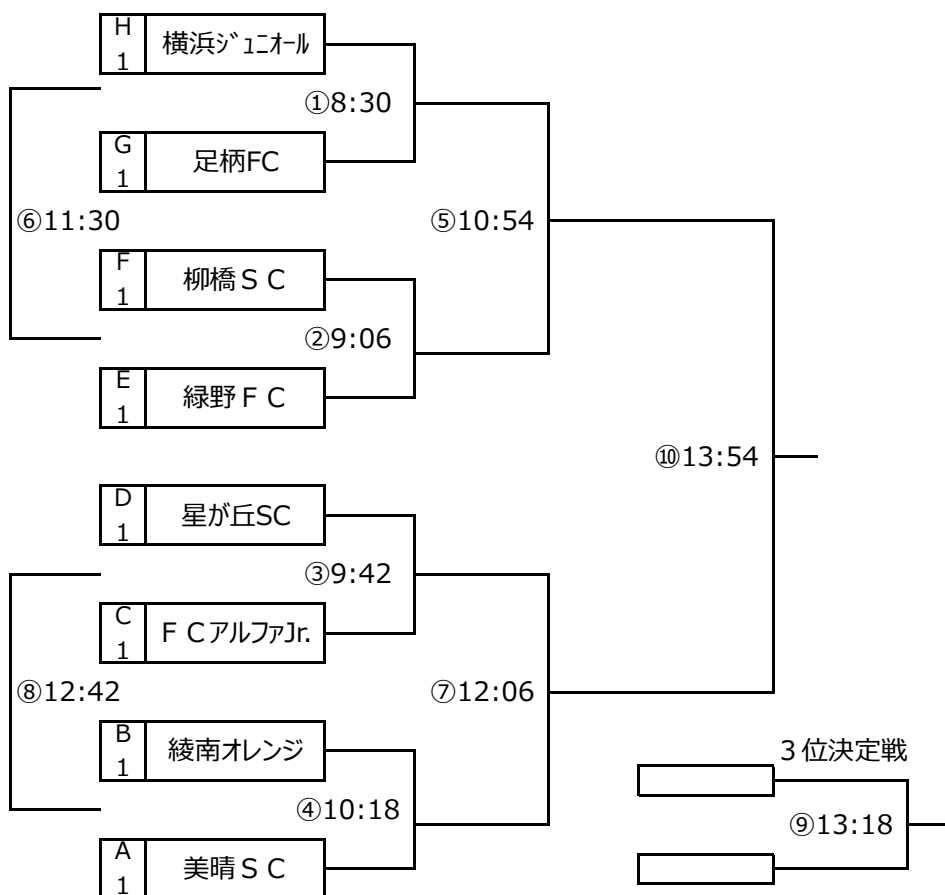 H
1
横浜ｼﾞｭﾆｵｰﾙ
①8:30
G
1
足柄FC
⑥11:30
⑤10:54
F
1
柳橋ＳＣ
②9:06
E
1
緑野ＦＣ
⑩13:54
D
1
星が丘SC
③9:42
C
1
ＦＣアルファJr.
⑧12:42
⑦12:06
B
1
綾南オレンジ
３位決定戦
④10:18
⑨13:18
A
1
美晴ＳＣ